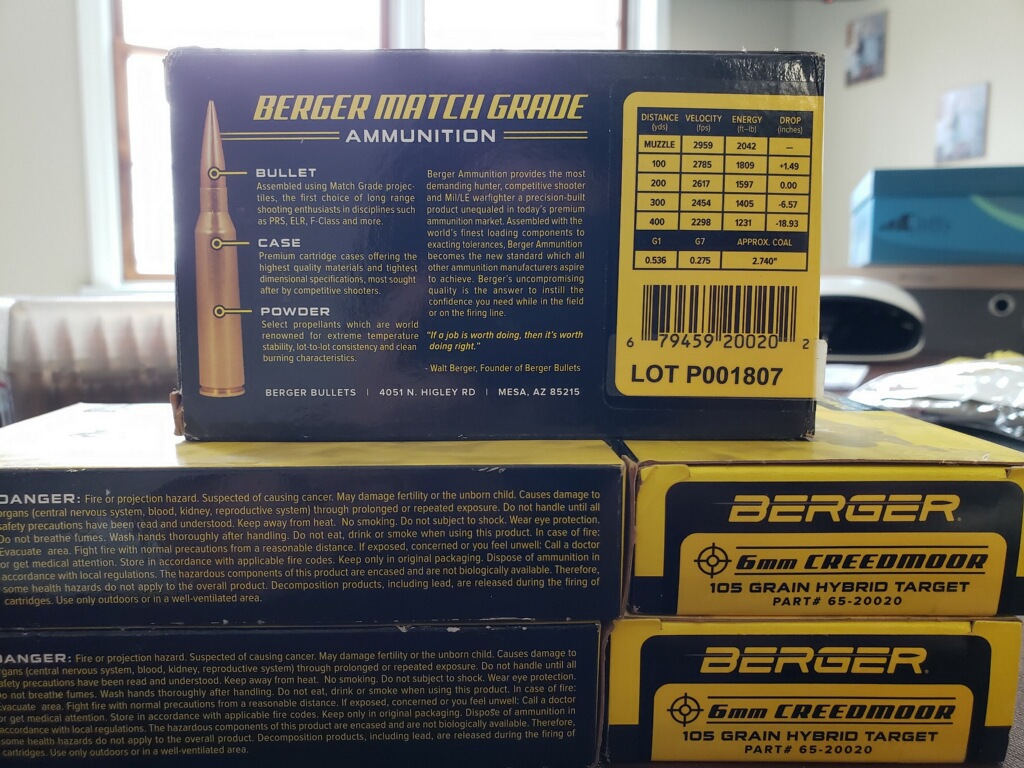 BERGER MATCH GRADE
AMMUNITION
BULLET
Assembled using Match Grade projec-
tiles, the first choice of long range
shooting enthusiasts in disciplines such
as PRS, ELR, F-Class and more.
CASE
Premium cartridge cases offering the
highest quality materials and tightest
dimensional specifications, most sought
after by competitive shooters.
POWDER
Select propellants which are world
renowned for extreme temperature
stability, lot-to-lot consistency and clean
burning characteristics.
Berger Ammunition provides the most
demanding hunter, competitive shooter
and Mil/LE warfighter a precision-built
product unequaled in today's premium
ammunition market. Assembled with the
world's finest loading components to
exacting tolerances, Berger Ammunition
becomes the new standard which all
other ammunition manufacturers aspire
to achieve. Berger's uncompromising
quality is the answer to instill the
confidence you need while in the field
or on the firing line.
"If a job is worth doing, then it's worth
doing right."
- Walt Berger, Founder of Berger Bullets
BERGER BULLETS | 4051 N. HIGLEY RD | MESA, AZ 85215
DISTANCE (yds) VELOCITY (fps) ENERGY (ft-lb) DROP (inches)
MUZZLE 2959 2042 —
100 2785 1809 +1.49
200 2617 1597 0.00
300 2454 1405 -6.57
400 2298 1231 -18.93
G1 G7 APPROX. COAL
0.536 0.275 2.740"
6 79459 20020 2
LOT P001807
DANGER: Fire or projection hazard. Suspected of causing cancer. May damage fertility or the unborn child. Causes damage to
organs (central nervous system, blood, kidney, reproductive system) through prolonged or repeated exposure. Do not handle until all
safety precautions have been read and understood. Keep away from heat. No smoking. Do not subject to shock. Wear eye protection.
Do not breathe fumes. Wash hands thoroughly after handling. Do not eat, drink or smoke when using this product. In case of fire:
Evacuate area. Fight fire with normal precautions from a reasonable distance. If exposed, concerned or you feel unwell: Call a doctor
or get medical attention. Store in accordance with applicable fire codes. Keep only in original packaging. Dispose of ammunition in
accordance with local regulations. The hazardous components of this product are encased and are not biologically available. Therefore,
some health hazards do not apply to the overall product. Decomposition products, including lead, are released during the firing of
cartridges. Use only outdoors or in a well-ventilated area.
BERGER
6mm CREEDMOOR
105 GRAIN HYBRID TARGET
PART# 65-20020
DANGER: Fire or projection hazard. Suspected of causing cancer. May damage fertility or the unborn child. Causes damage to
organs (central nervous system, blood, kidney, reproductive system) through prolonged or repeated exposure. Do not handle until all
safety precautions have been read and understood. Keep away from heat. No smoking. Do not subject to shock. Wear eye protection.
Do not breathe fumes. Wash hands thoroughly after handling. Do not eat, drink or smoke when using this product. In case of fire:
Evacuate area. Fight fire with normal precautions from a reasonable distance. If exposed, concerned or you feel unwell: Call a doctor
or get medical attention. Store in accordance with applicable fire codes. Keep only in original packaging. Dispose of ammunition in
accordance with local regulations. The hazardous components of this product are encased and are not biologically available. Therefore,
some health hazards do not apply to the overall product. Decomposition products, including lead, are released during the firing of
cartridges. Use only outdoors or in a well-ventilated area.
BERGER
6mm CREEDMOOR
105 GRAIN HYBRID TARGET
PART# 65-20020